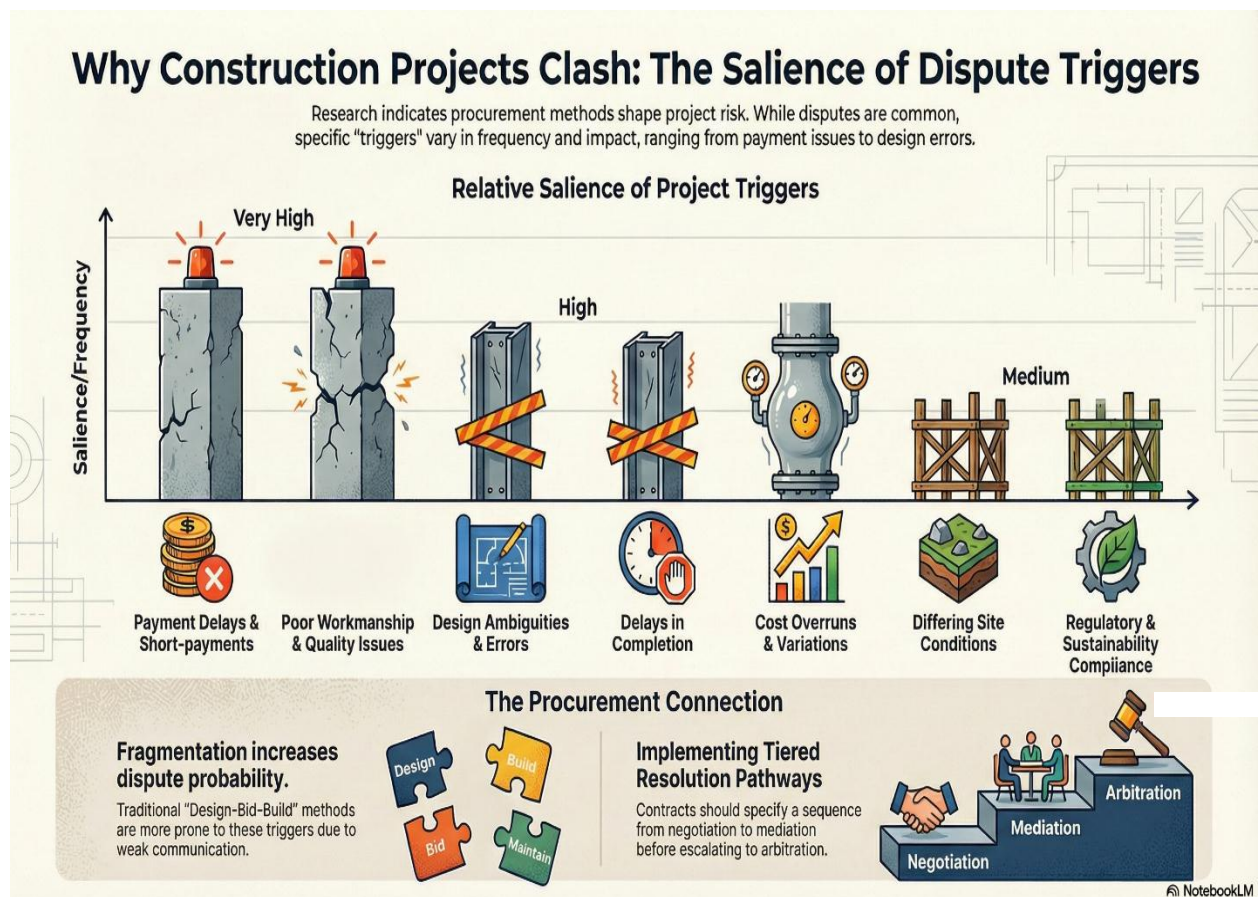 Why Construction Projects Clash: The Salience of Dispute Triggers
Research indicates procurement methods shape project risk. While disputes are common,
specific "triggers" vary in frequency and impact, ranging from payment issues to design errors.
Relative Salience of Project Triggers
Salience/Frequency
Very High
High
Medium
$
$
Payment Delays &
Short-payments
Poor Workmanship
& Quality Issues
Design Ambiguities
& Errors
Delays in
Completion
Cost Overruns
& Variations
Differing Site
Conditions
Regulatory &
Sustainability
Compliance
The Procurement Connection
Fragmentation increases
dispute probability.
Traditional "Design-Bid-Build" methods
are more prone to these triggers due to
weak communication.
Design
Build
Bid
Maintain
Implementing Tiered
Resolution Pathways
Contracts should specify a sequence
from negotiation to mediation
before escalating to arbitration.
Negotiation
Mediation
Arbitration
NotebookLM